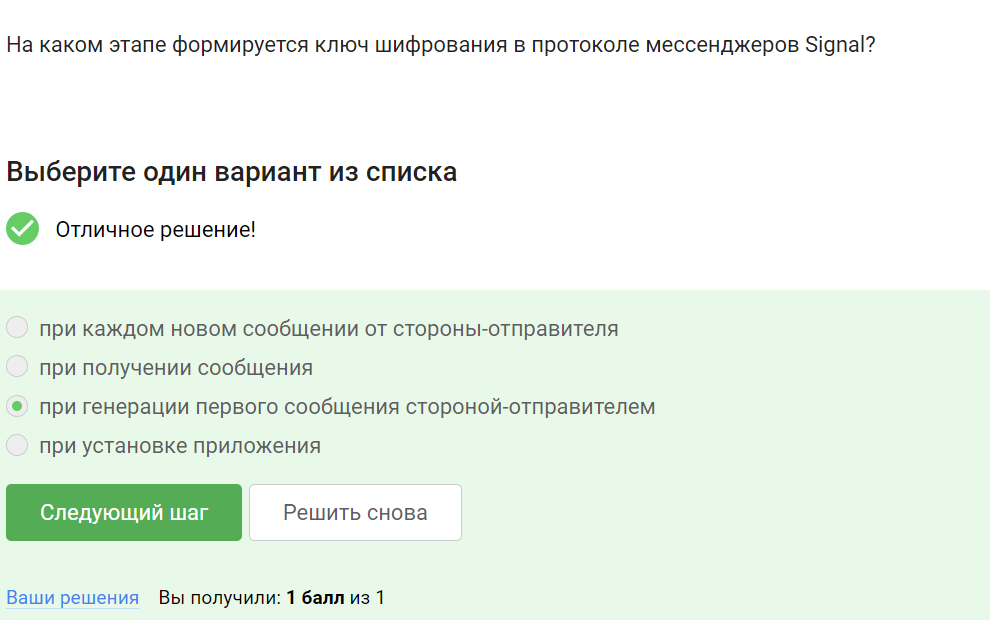 На каком этапе формируется ключ шифрования в протоколе мессенджеров Signal?
Выберите один вариант из списка
Отличное решение!
при каждом новом сообщении от стороны-отправителя
при получении сообщения
при генерации первого сообщения стороной-отправителем
при установке приложения
Следующий шаг
Решить снова
Ваши решения Вы получили: 1 балл из 1